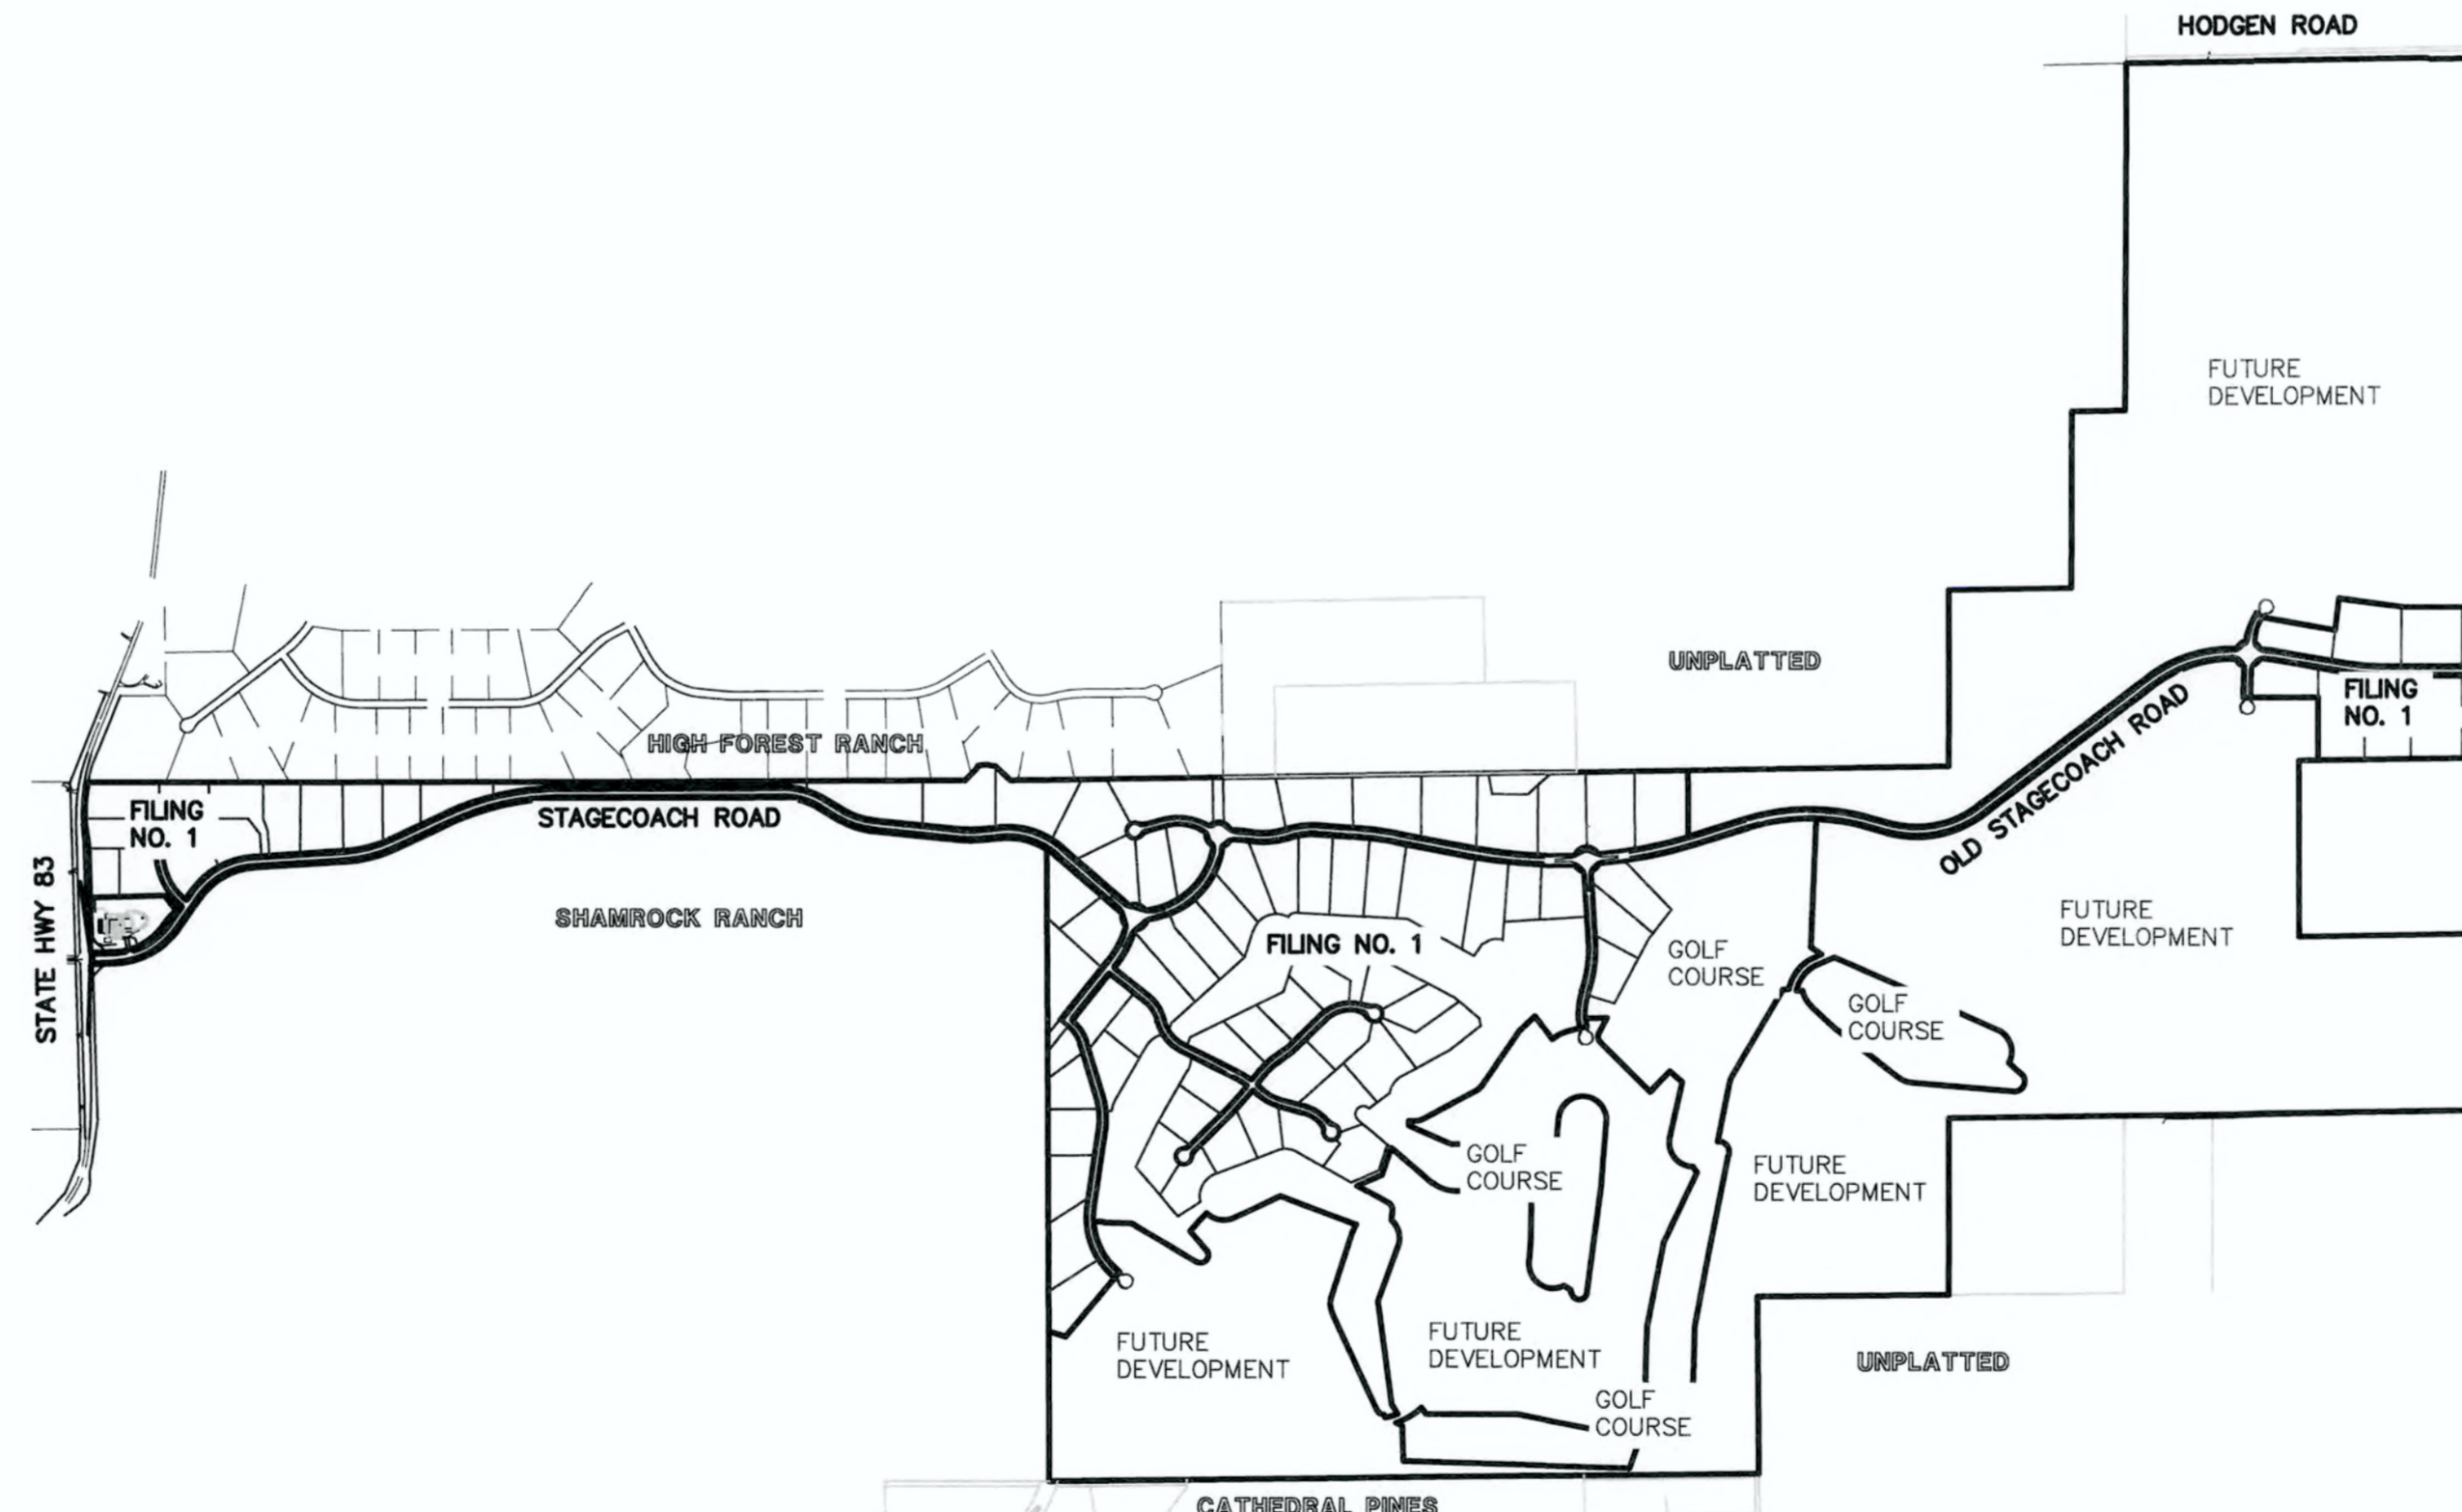 HODGEN ROAD
FUTURE
DEVELOPMENT
UNPLATTED
FILING
NO. 1
OLD STAGECOACH ROAD
HIGH FOREST RANCH
FILING
NO. 1
STAGECOACH ROAD
STATE HWY 83
SHAMROCK RANCH
FILING NO. 1
GOLF
COURSE
FUTURE
DEVELOPMENT
GOLF
COURSE
GOLF
COURSE
FUTURE
DEVELOPMENT
FUTURE
DEVELOPMENT
FUTURE
DEVELOPMENT
UNPLATTED
GOLF
COURSE
CATHEDRAL PINES